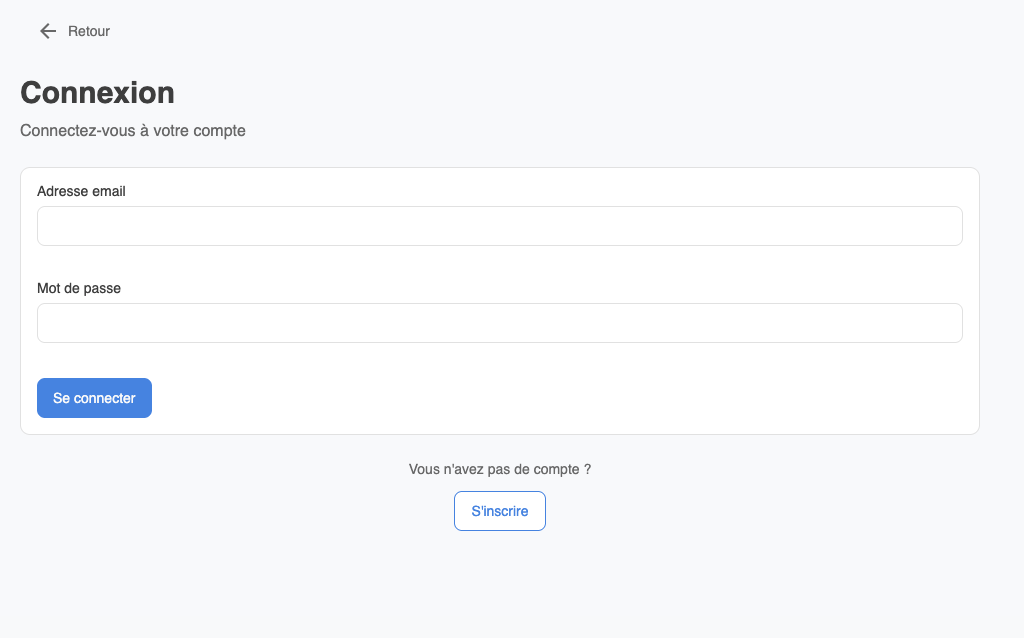 Retour
Connexion
Connectez-vous à votre compte
Adresse email
Mot de passe
Se connecter
Vous n'avez pas de compte ?
S'inscrire